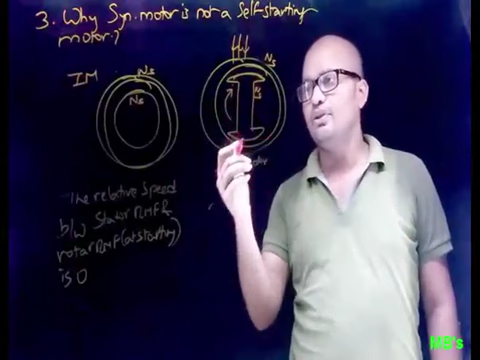 3. Why Syn. motor is not a Self starting
motor?
IM
Ns
Ns
Ns
Ns
The relative Speed
b/w Stator RMF &
rotor RMF (at starting)
is 0
MB's